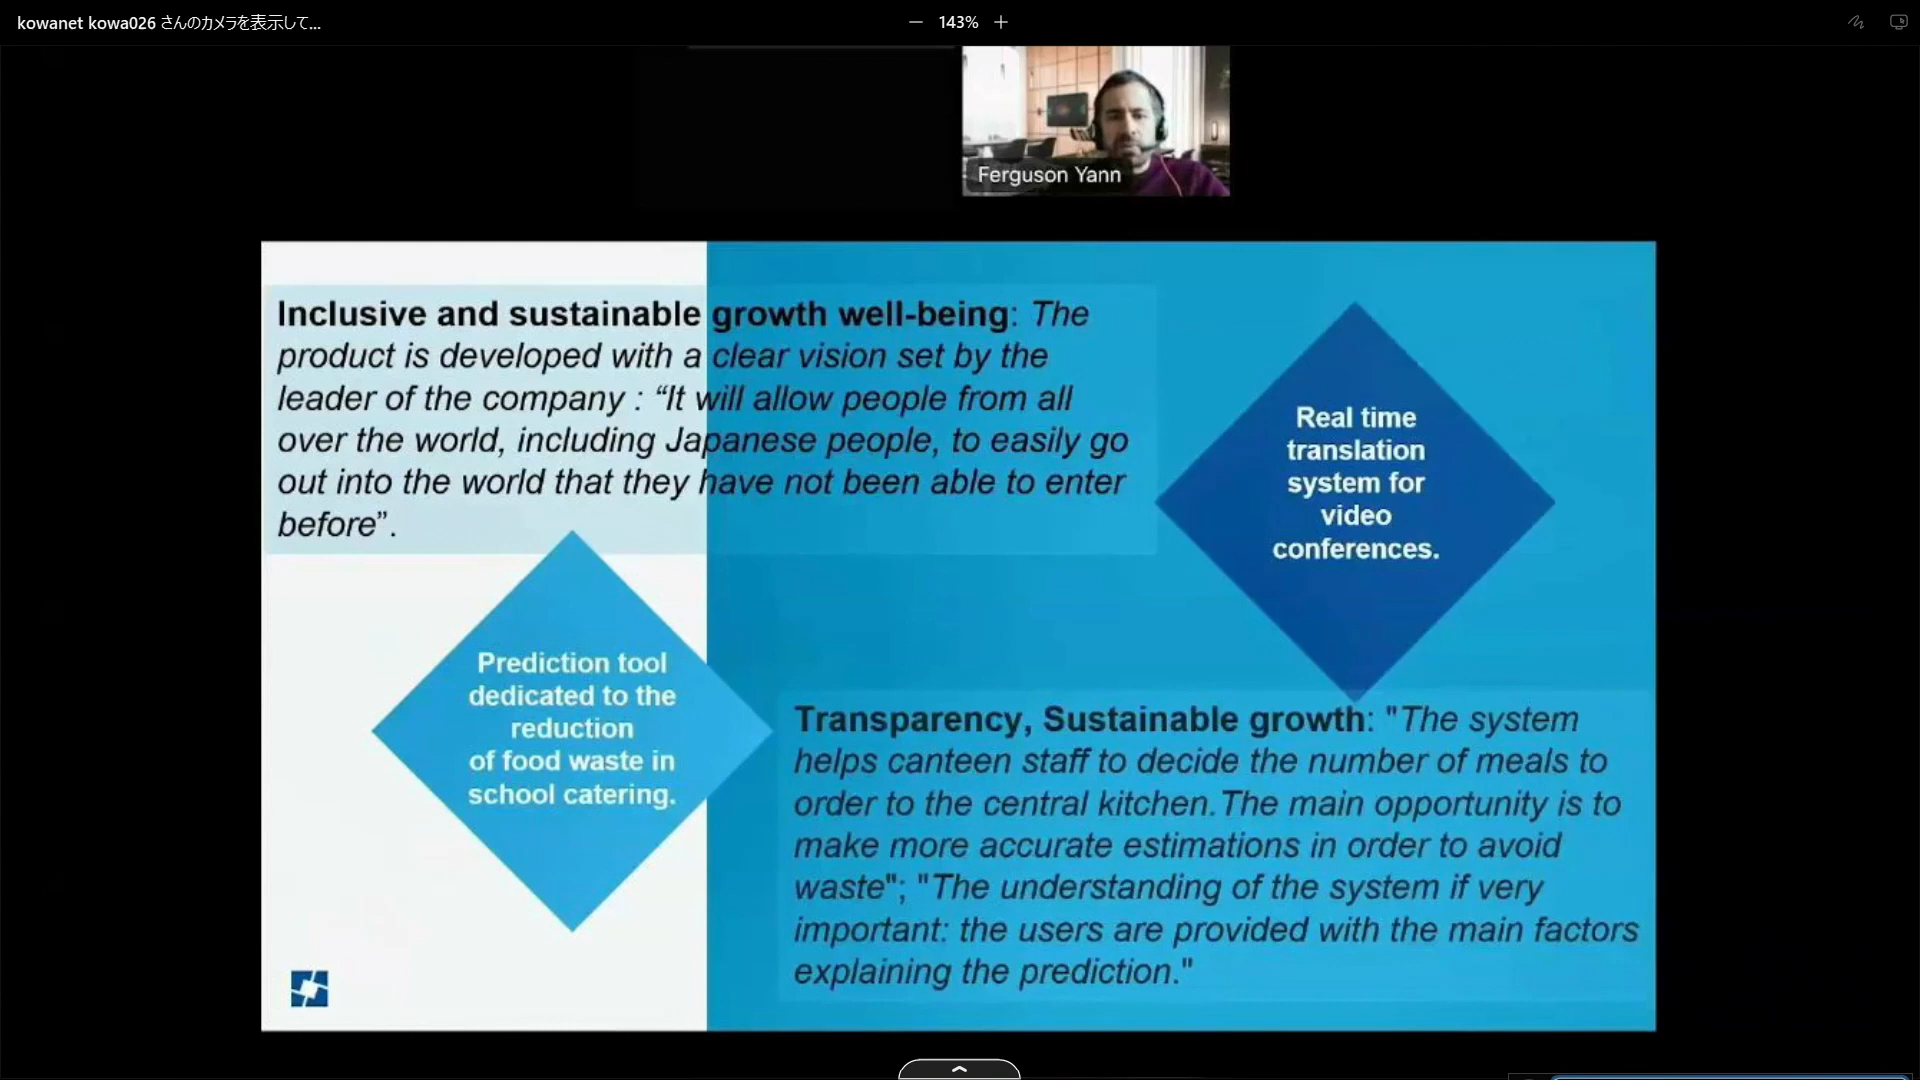 kowanet kowa026 さんのカメラを表示して...
143%
Ferguson Yann
Inclusive and sustainable growth well-being: The
product is developed with a clear vision set by the
leader of the company : “It will allow people from all
over the world, including Japanese people, to easily go
out into the world that they have not been able to enter
before”.
Real time
translation
system for
video
conferences.
Prediction tool
dedicated to the
reduction
of food waste in
school catering.
Transparency, Sustainable growth: "The system
helps canteen staff to decide the number of meals to
order to the central kitchen. The main opportunity is to
make more accurate estimations in order to avoid
waste"; "The understanding of the system if very
important: the users are provided with the main factors
explaining the prediction."